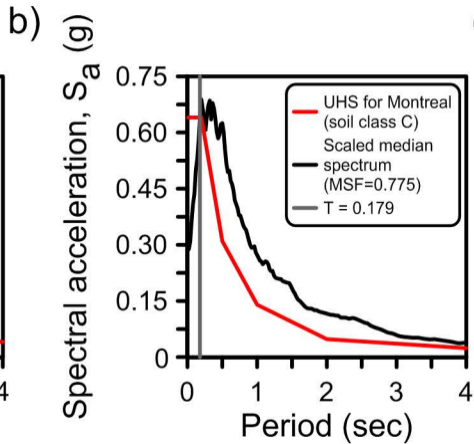 b)
Spectral acceleration, Sa (g)
0.75
0.60
0.45
0.30
0.15
0
UHS for Montreal
(soil class C)
Scaled median
spectrum
(MSF=0.775)
T = 0.179
4
0 1 2 3 4
Period (sec)